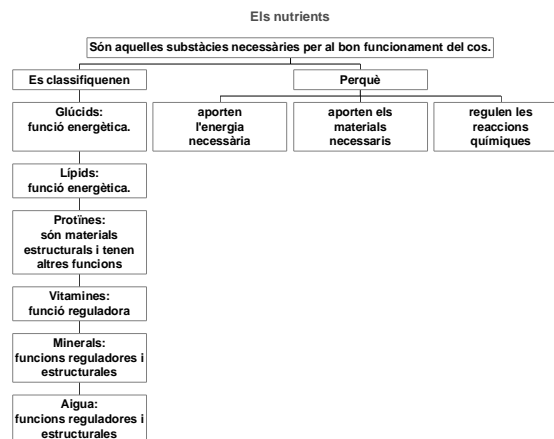 Els nutrients
Són aquelles substàcies necessàries per al bon funcionament del cos.
Es classifiquenen
Perquè
Glúcids:
funció energètica.
aporten
l'energia
necessària
aporten els
materials
necessaris
regulen les
reaccions
químiques
Lípids:
funció energètica.
Protïnes:
són materials
estructurals i tenen
altres funcions
Vitamines:
funció reguladora
Minerals:
funcions reguladores i
estructurales
Aigua:
funcions reguladores i
estructurales